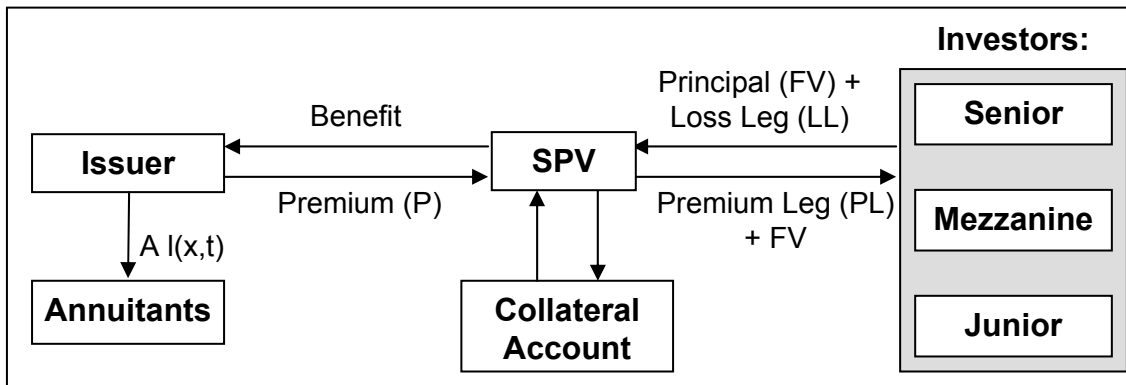 Investors:
Principal (FV) +
Loss Leg (LL)
Senior
Benefit
Issuer
SPV
Premium (P)
Premium Leg (PL)
+ FV
Mezzanine
A l(x,t)
Annuitants
Collateral
Account
Junior